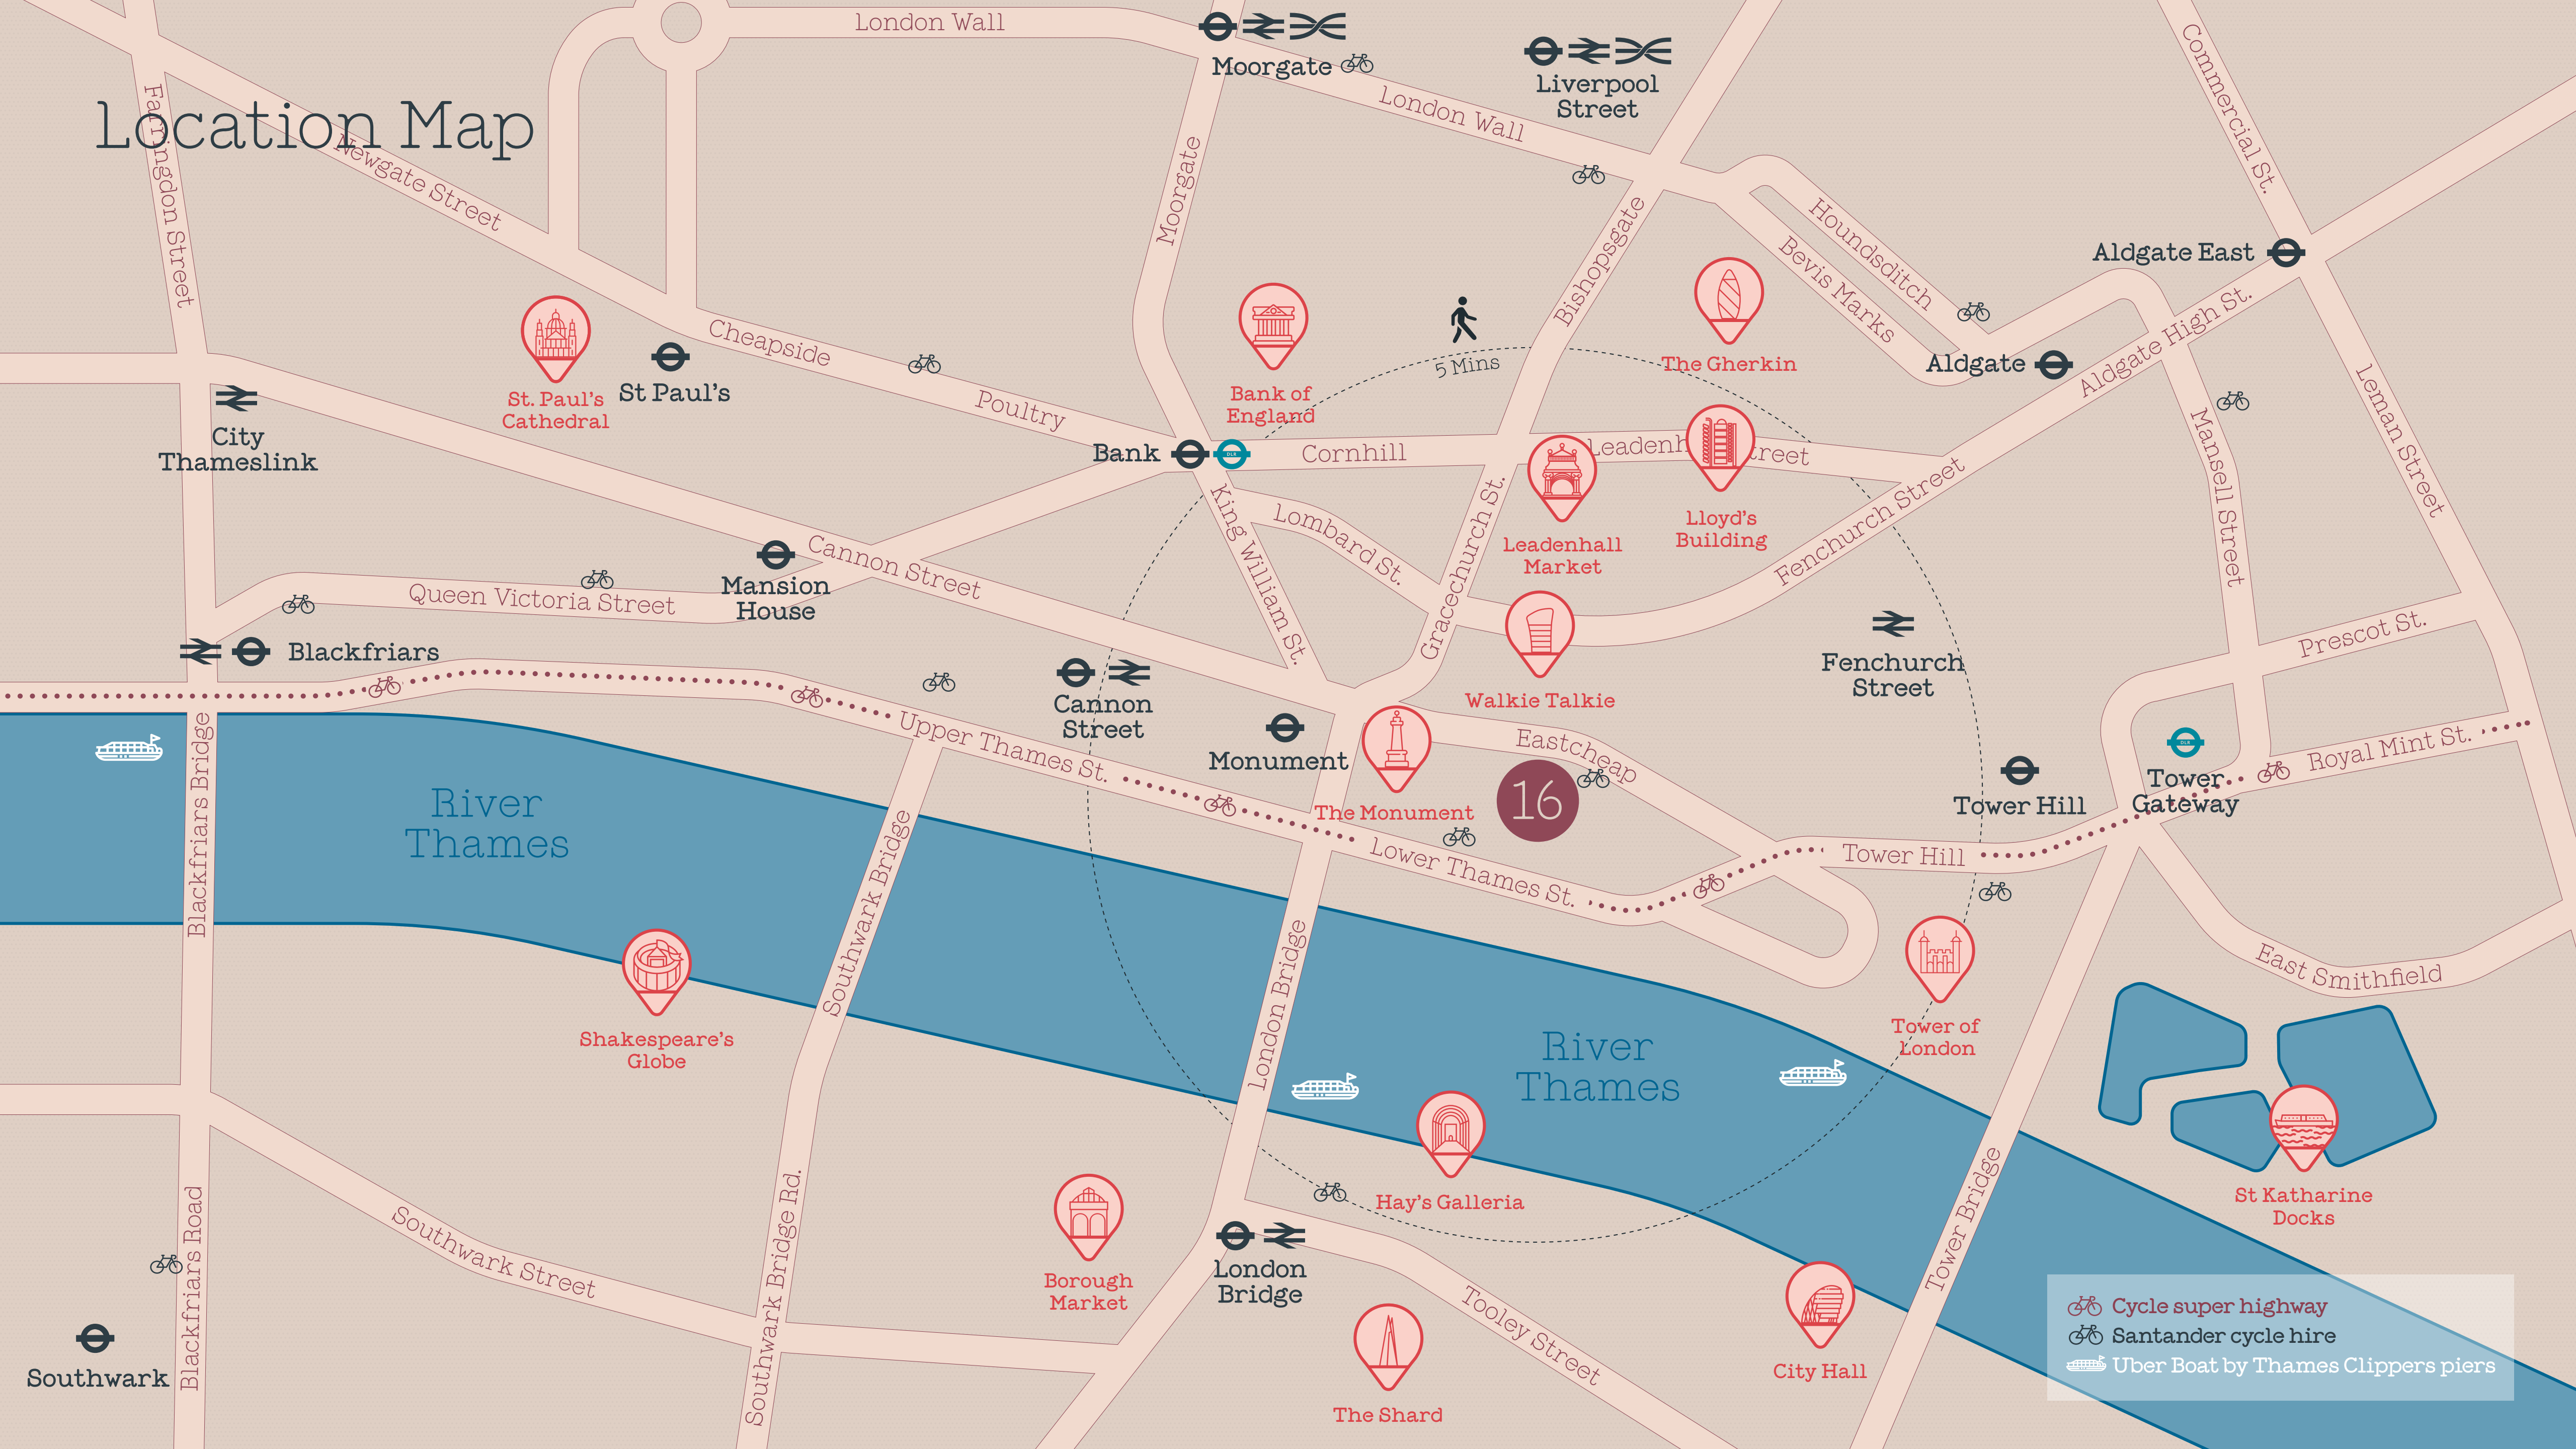 Location Map
London Wall
Moorgate
London Wall
Liverpool
Street
Commercial St.
Farringdon Street
Newgate Street
Moorgate
Bishopsgate
Houndsditch
Bevis Marks
Aldgate East
Aldgate
Aldgate High St.
Leman Street
Mansell Street
St. Paul's
Cathedral
St Paul's
Cheapside
Poultry
Bank of
England
5 Mins
The Gherkin
City
Thameslink
Bank
DLR
Cornhill
Leadenh
treet
Leadenhall
Market
Lloyd's
Building
Fenchurch Street
King William St.
Lombard St.
Gracechurch St.
Mansion
House
Cannon Street
Queen Victoria Street
Blackfriars
Cannon
Street
Monument
Walkie Talkie
Fenchurch
Street
Prescot St.
Royal Mint St.
DLR
Tower
Gateway
Tower Hill
Upper Thames St.
The Monument
Eastcheap
16
Lower Thames St.
Tower Hill
Blackfriars Bridge
River
Thames
Southwark Bridge
London Bridge
Shakespeare's
Globe
River
Thames
Tower of
London
East Smithfield
St Katharine
Docks
Hay's Galleria
Tower Bridge
Borough
Market
London
Bridge
Tooley Street
The Shard
City Hall
Southwark Street
Southwark Bridge Rd.
Blackfriars Road
Southwark
Cycle super highway
Santander cycle hire
Uber Boat by Thames Clippers piers